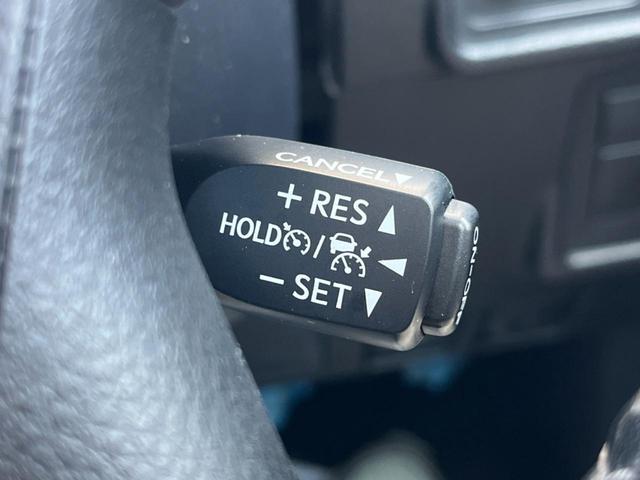 CANCEL▼
+ RES ▲
HOLD /
− SET ▼
ON-OFF